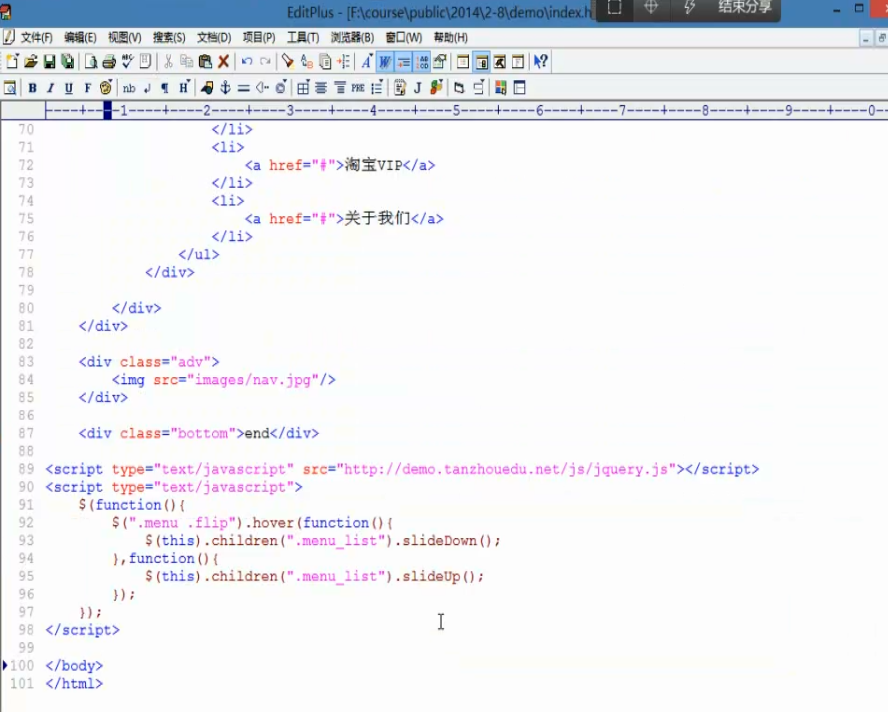 EditPlus - [F:\course\public\2014\2-8\demo\index.h
结束分享
文件(F) 编辑(E) 视图(V) 搜索(S) 文档(D) 项目(P) 工具(T) 浏览器(B) 窗口(W) 帮助(H)
B I U F nb ¶ H PRE J
----+----1----+----2----+----3----+----4----+----5----+----6----+----7----+----8----+----9----+----0--
70 </li>
71 <li>
72 <a href="#">淘宝VIP</a>
73 </li>
74 <li>
75 <a href="#">关于我们</a>
76 </li>
77 </ul>
78 </div>
79
80 </div>
81 </div>
82
83 <div class="adv">
84 <img src="images/nav.jpg"/>
85 </div>
86
87 <div class="bottom">end</div>
88
89 <script type="text/javascript" src="http://demo.tanzhouedu.net/js/jquery.js"></script>
90 <script type="text/javascript">
91 $(function(){
92 $(".menu .flip").hover(function(){
93 $(this).children(".menu_list").slideDown();
94 },function(){
95 $(this).children(".menu_list").slideUp();
96 });
97 });
98 </script>
99
100 </body>
101 </html>